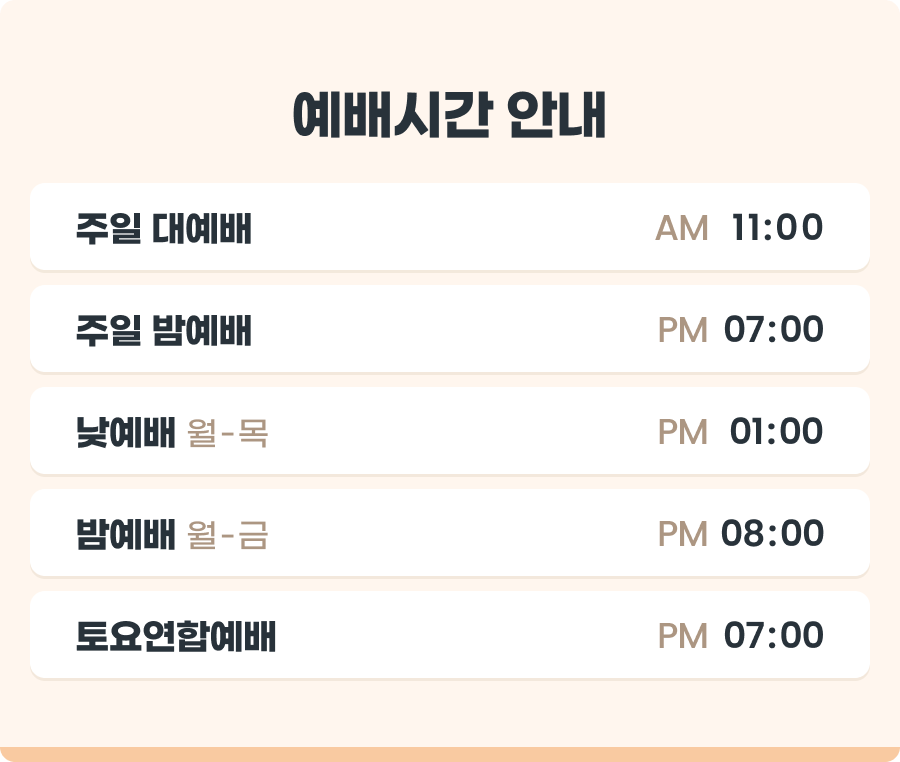 예배시간 안내
주일 대예배 AM 11:00
주일 밤예배 PM 07:00
낮예배 월-목 PM 01:00
밤예배 월-금 PM 08:00
토요연합예배 PM 07:00